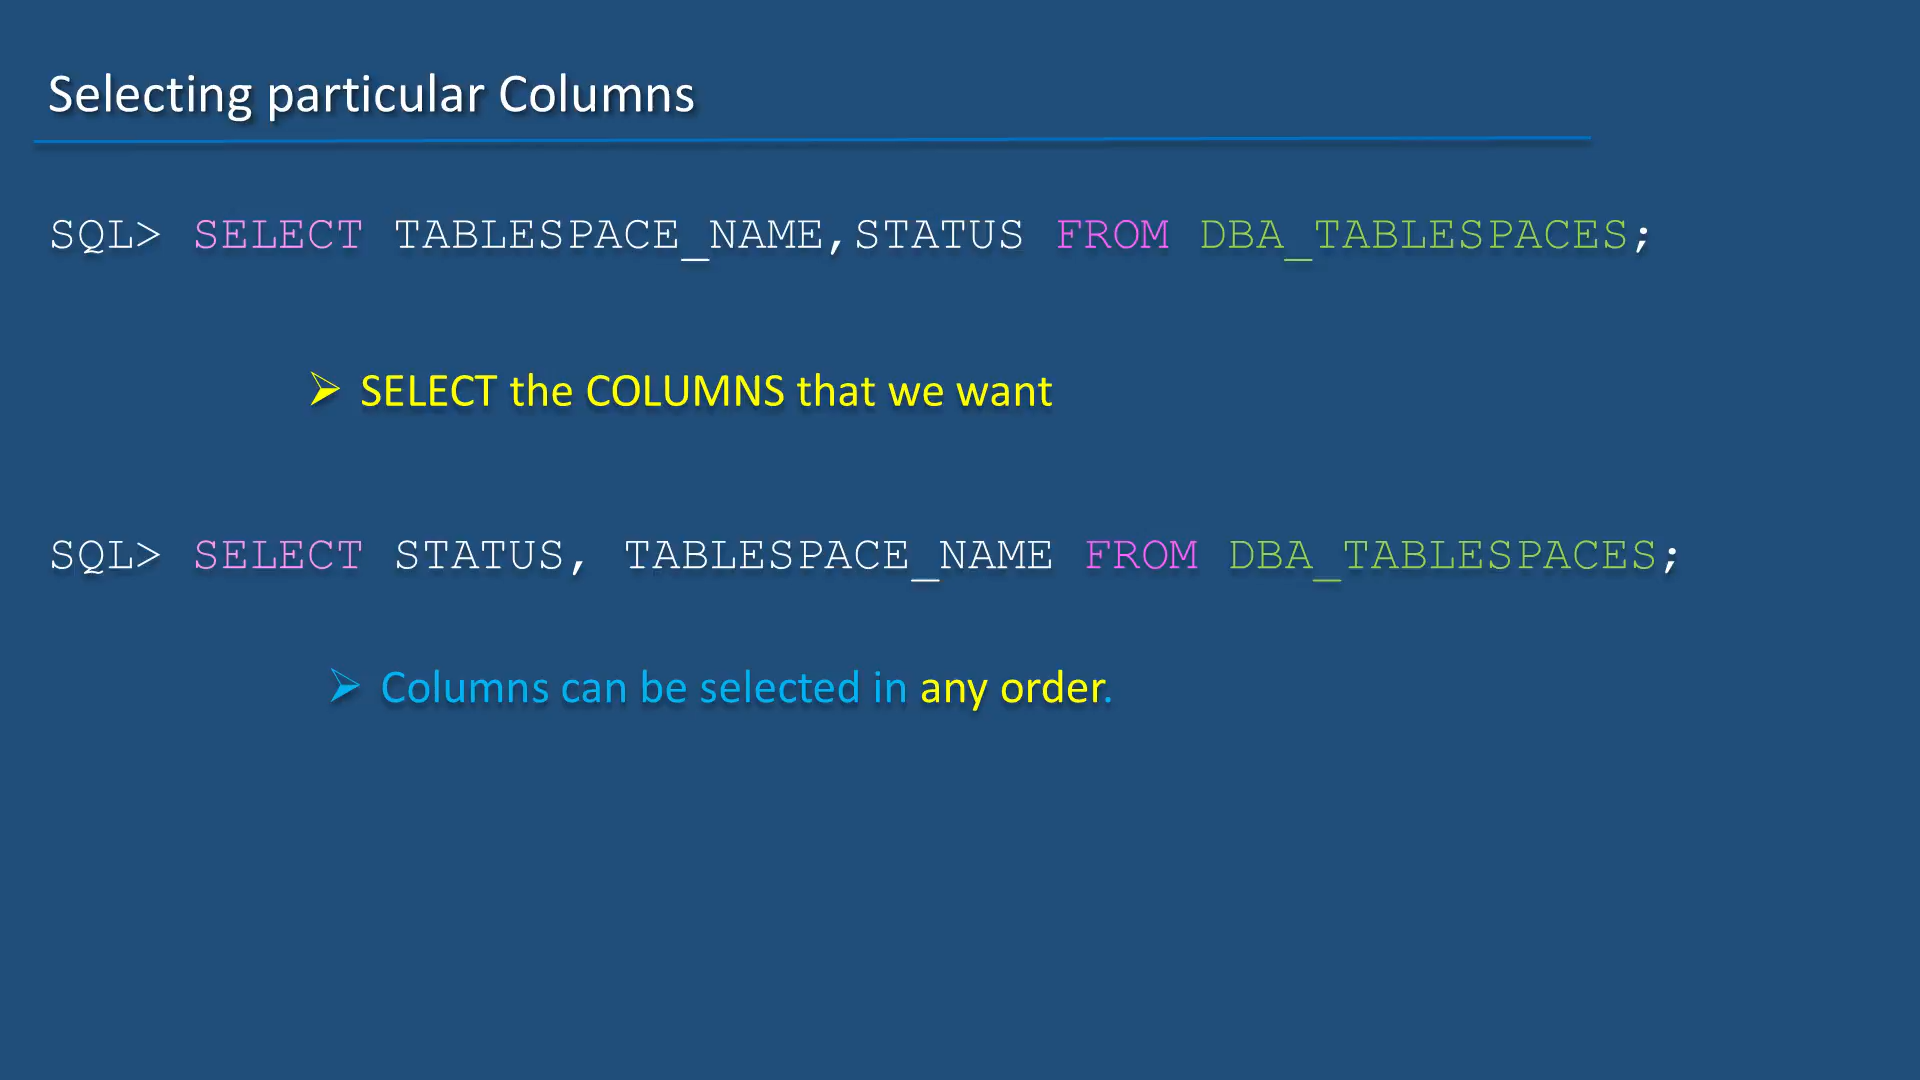 Selecting particular Columns
SQL> SELECT TABLESPACE_NAME,STATUS FROM DBA_TABLESPACES;
➢ SELECT the COLUMNS that we want
SQL> SELECT STATUS, TABLESPACE_NAME FROM DBA_TABLESPACES;
➢ Columns can be selected in any order.